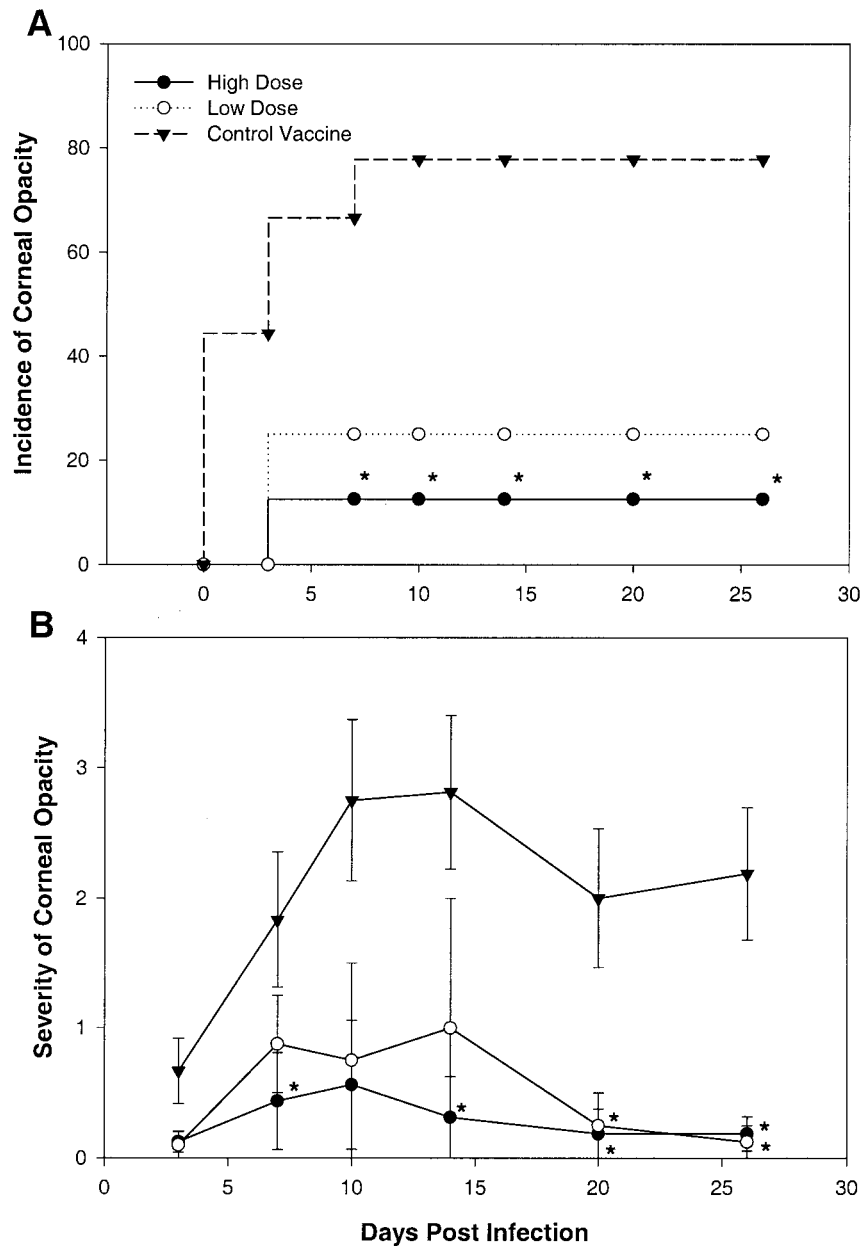 A
100
80
60
40
20
0
Incidence of Corneal Opacity
High Dose
Low Dose
Control Vaccine
* * * * *
0 5 10 15 20 25 30
B
4
3
2
1
0
Severity of Corneal Opacity
* * * * * *
0 5 10 15 20 25 30
Days Post Infection